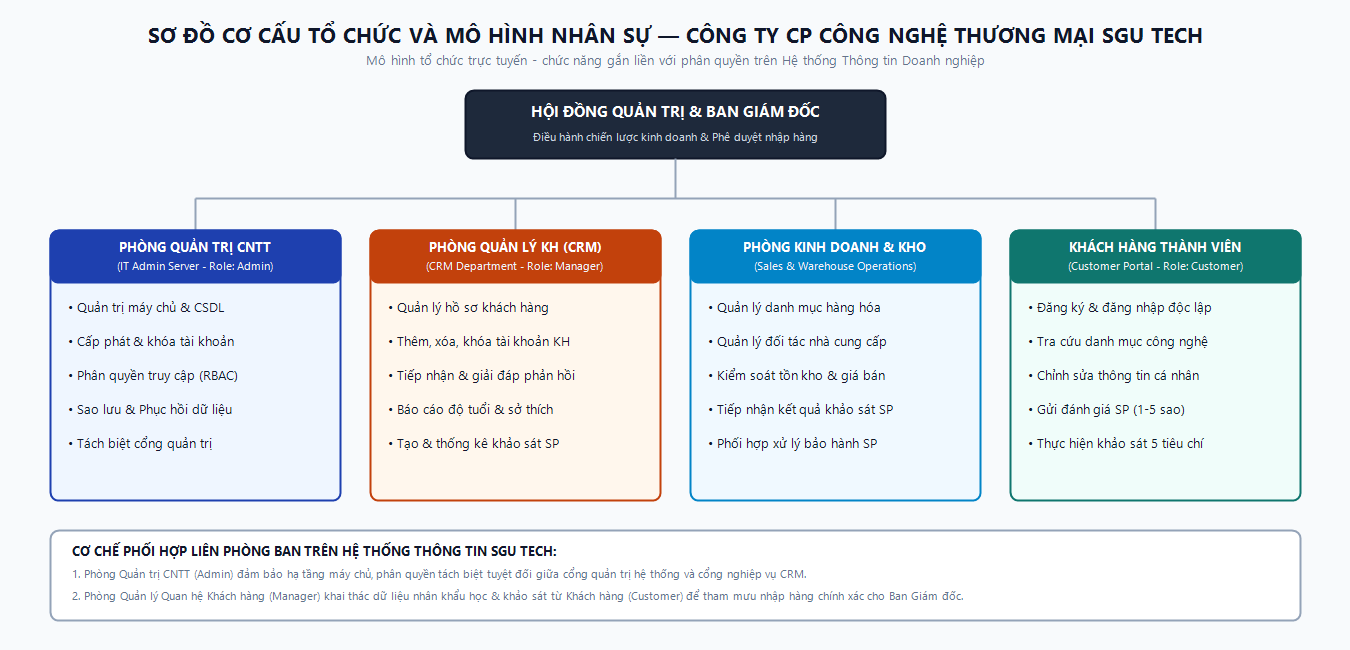 SƠ ĐỒ CƠ CẤU TỔ CHỨC VÀ MÔ HÌNH NHÂN SỰ — CÔNG TY CP CÔNG NGHỆ THƯƠNG MẠI SGU TECH
Mô hình tổ chức trực tuyến - chức năng gắn liền với phân quyền trên Hệ thống Thông tin Doanh nghiệp
HỘI ĐỒNG QUẢN TRỊ & BAN GIÁM ĐỐC
Điều hành chiến lược kinh doanh & Phê duyệt nhập hàng
PHÒNG QUẢN TRỊ CNTT
(IT Admin Server - Role: Admin)
• Quản trị máy chủ & CSDL
• Cấp phát & khóa tài khoản
• Phân quyền truy cập (RBAC)
• Sao lưu & Phục hồi dữ liệu
• Tách biệt cổng quản trị
PHÒNG QUẢN LÝ KH (CRM)
(CRM Department - Role: Manager)
• Quản lý hồ sơ khách hàng
• Thêm, xóa, khóa tài khoản KH
• Tiếp nhận & giải đáp phản hồi
• Báo cáo độ tuổi & sở thích
• Tạo & thống kê khảo sát SP
PHÒNG KINH DOANH & KHO
(Sales & Warehouse Operations)
• Quản lý danh mục hàng hóa
• Quản lý đối tác nhà cung cấp
• Kiểm soát tồn kho & giá bán
• Tiếp nhận kết quả khảo sát SP
• Phối hợp xử lý bảo hành SP
KHÁCH HÀNG THÀNH VIÊN
(Customer Portal - Role: Customer)
• Đăng ký & đăng nhập độc lập
• Tra cứu danh mục công nghệ
• Chỉnh sửa thông tin cá nhân
• Gửi đánh giá SP (1-5 sao)
• Thực hiện khảo sát 5 tiêu chí
CƠ CHẾ PHỐI HỢP LIÊN PHÒNG BAN TRÊN HỆ THỐNG THÔNG TIN SGU TECH:
1. Phòng Quản trị CNTT (Admin) đảm bảo hạ tầng máy chủ, phân quyền tách biệt tuyệt đối giữa cổng quản trị hệ thống và cổng nghiệp vụ CRM.
2. Phòng Quản lý Quan hệ Khách hàng (Manager) khai thác dữ liệu nhân khẩu học & khảo sát từ Khách hàng (Customer) để tham mưu nhập hàng chính xác cho Ban Giám đốc.